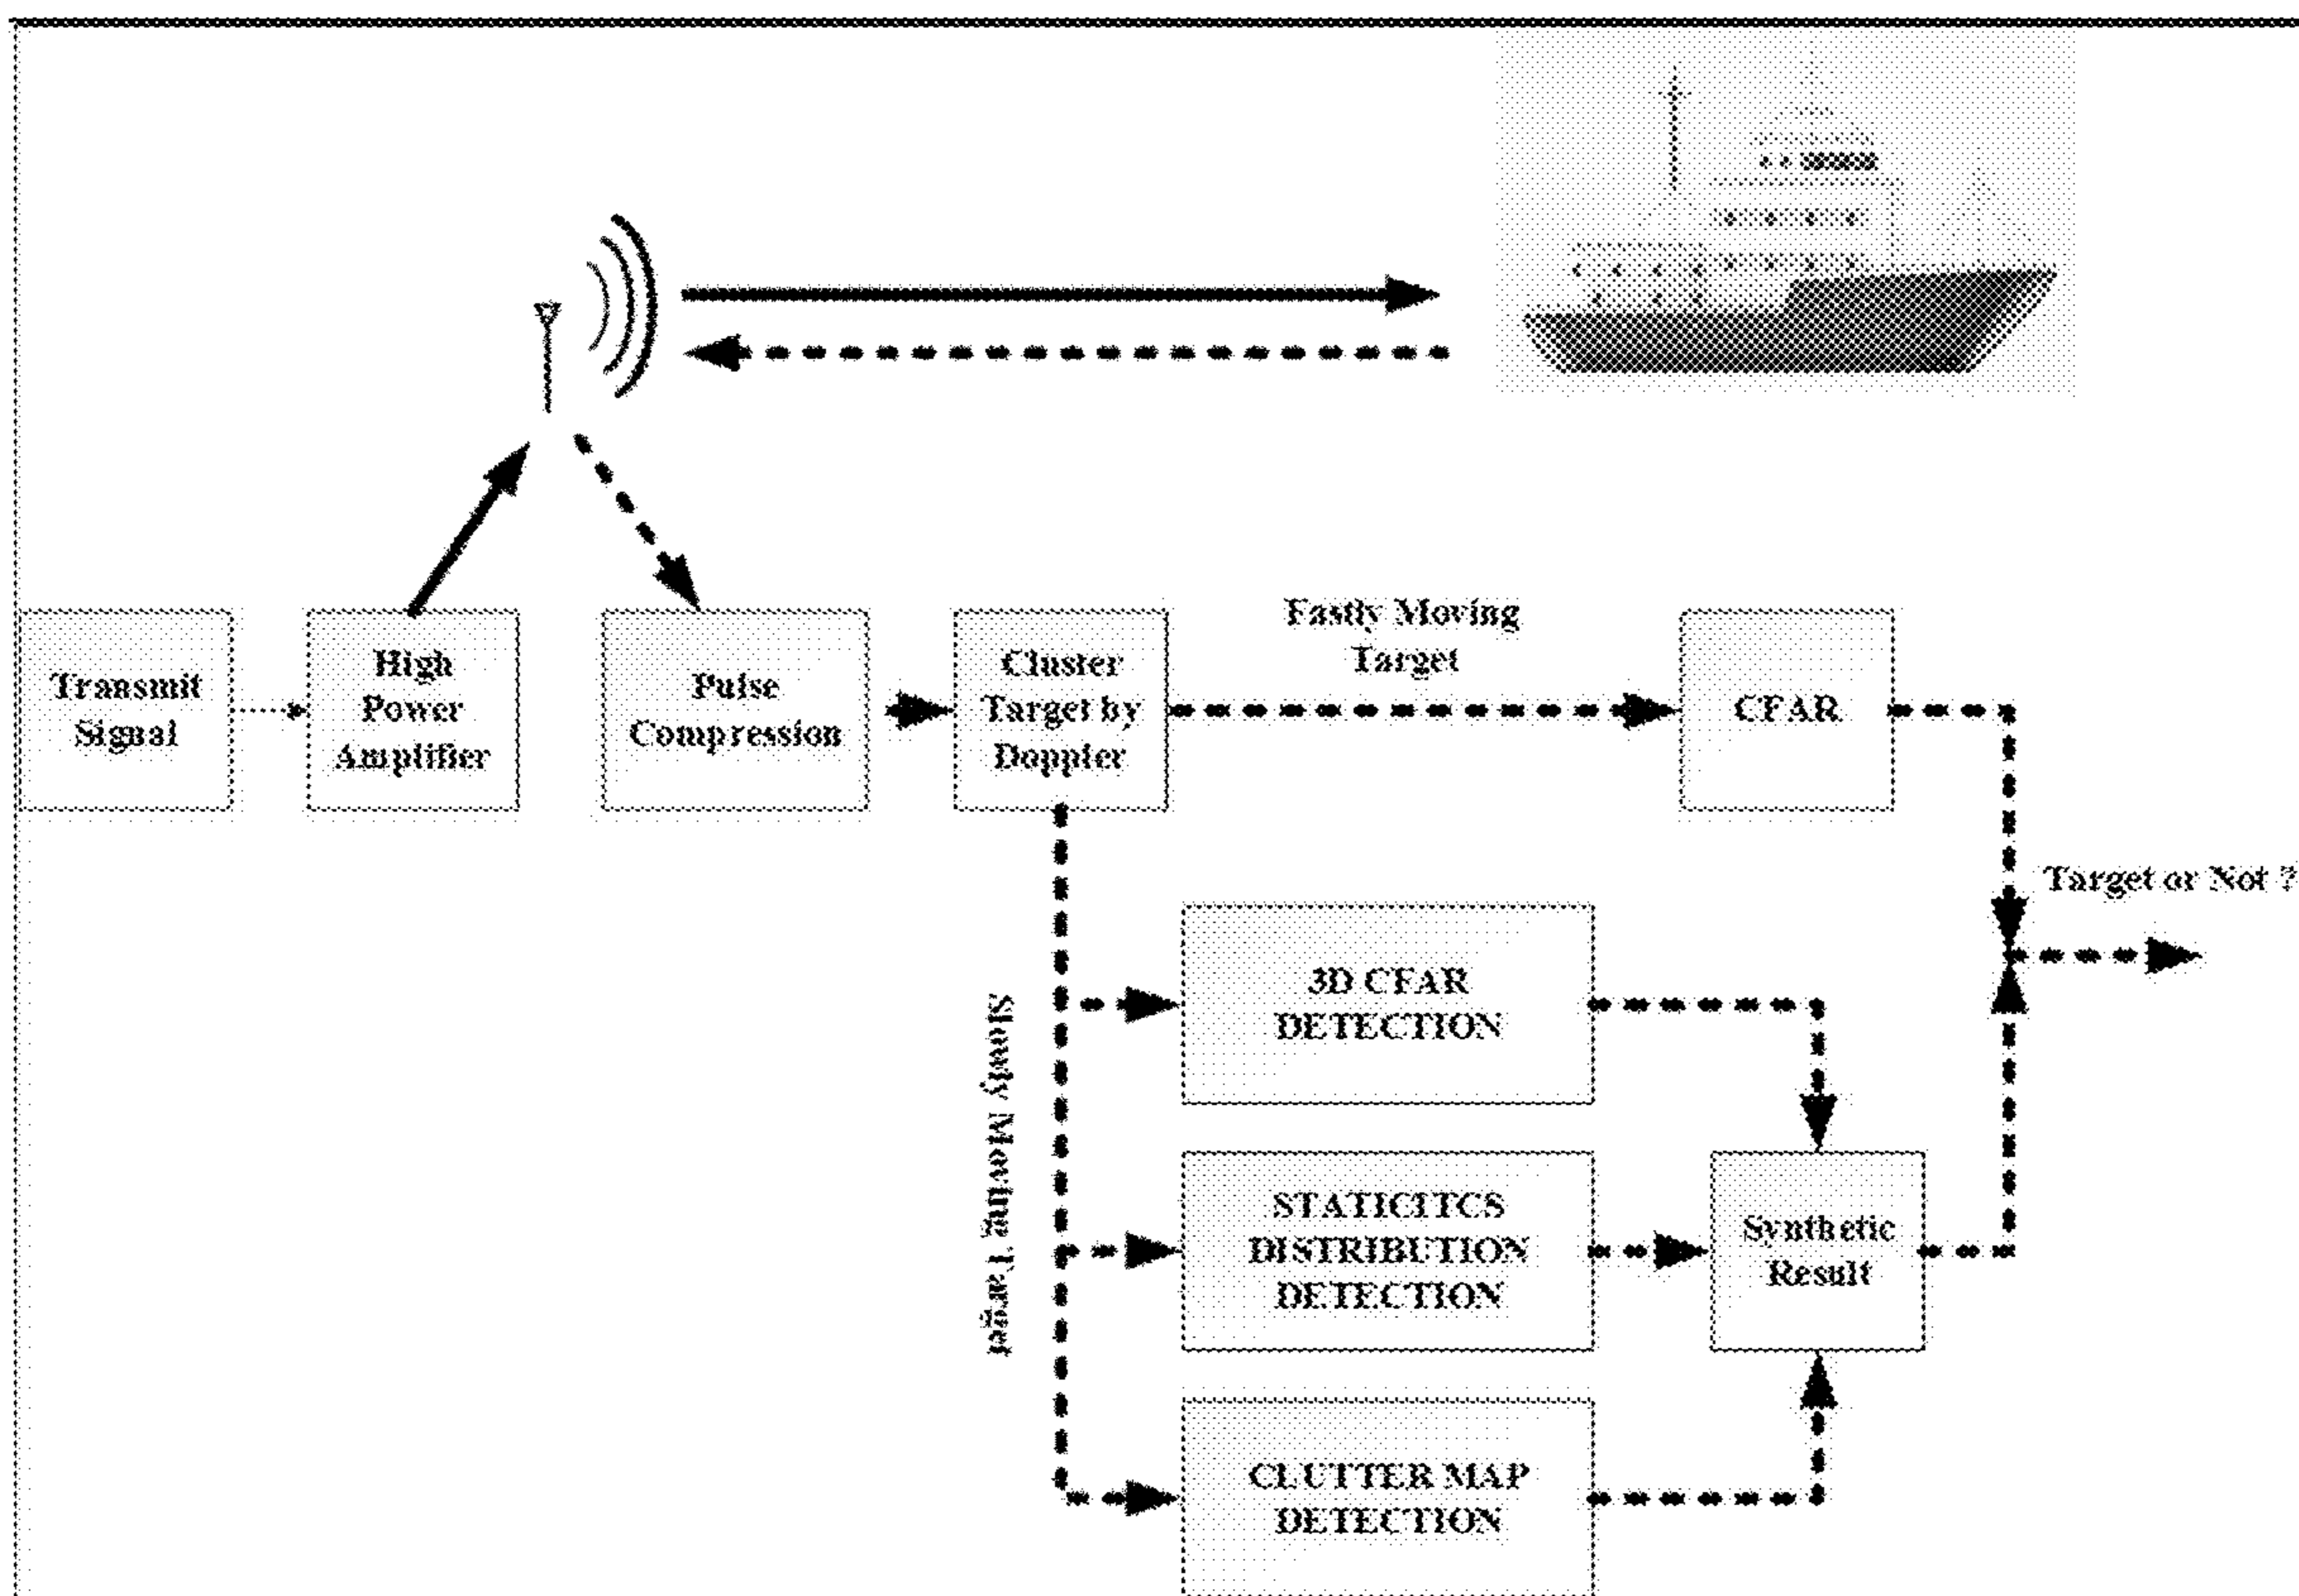 Fastly Moving
Target
Transmit
Signal
High
Power
Amplifier
Pulse
Compression
Cluster
Target by
Doppler
CFAR
Target or Not ?
Slowly Moving Target
3D CFAR
DETECTION
STATICITCS
DISTRIBUTION
DETECTION
Synthetic
Result
CLUTTER MAP
DETECTION